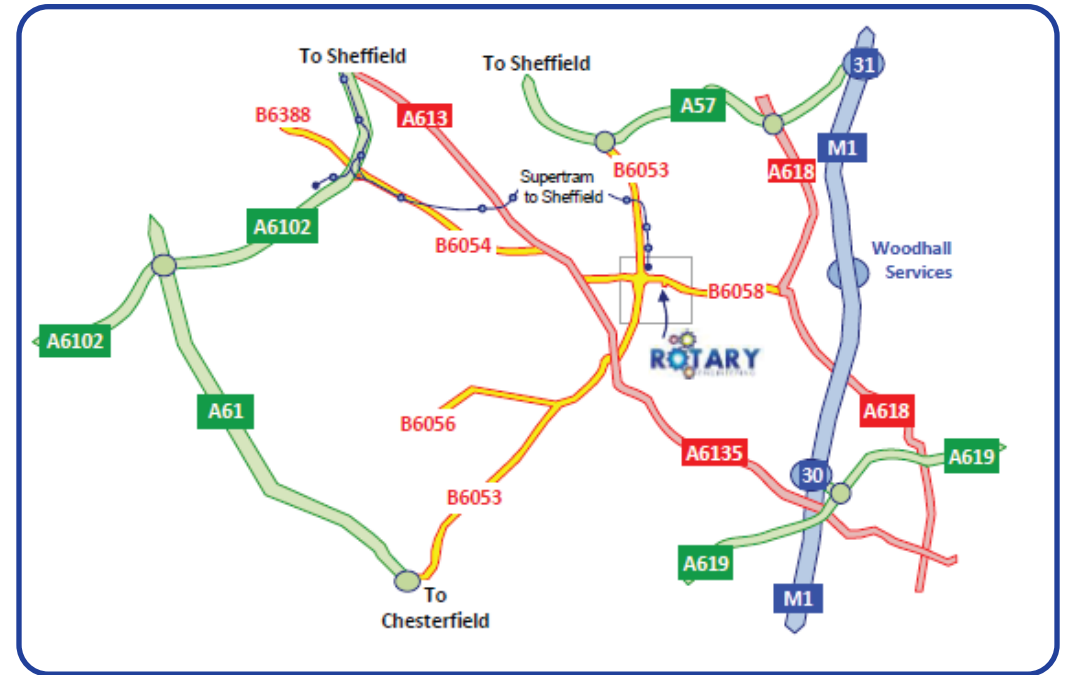 To Sheffield
To Sheffield
31
A57
B6388
A613
M1
B6053
A618
Supertram
to Sheffield
A6102
B6054
Woodhall
Services
B6058
A6102
ROTARY
A61
A618
B6056
A6135
A619
30
B6053
A619
To
Chesterfield
M1